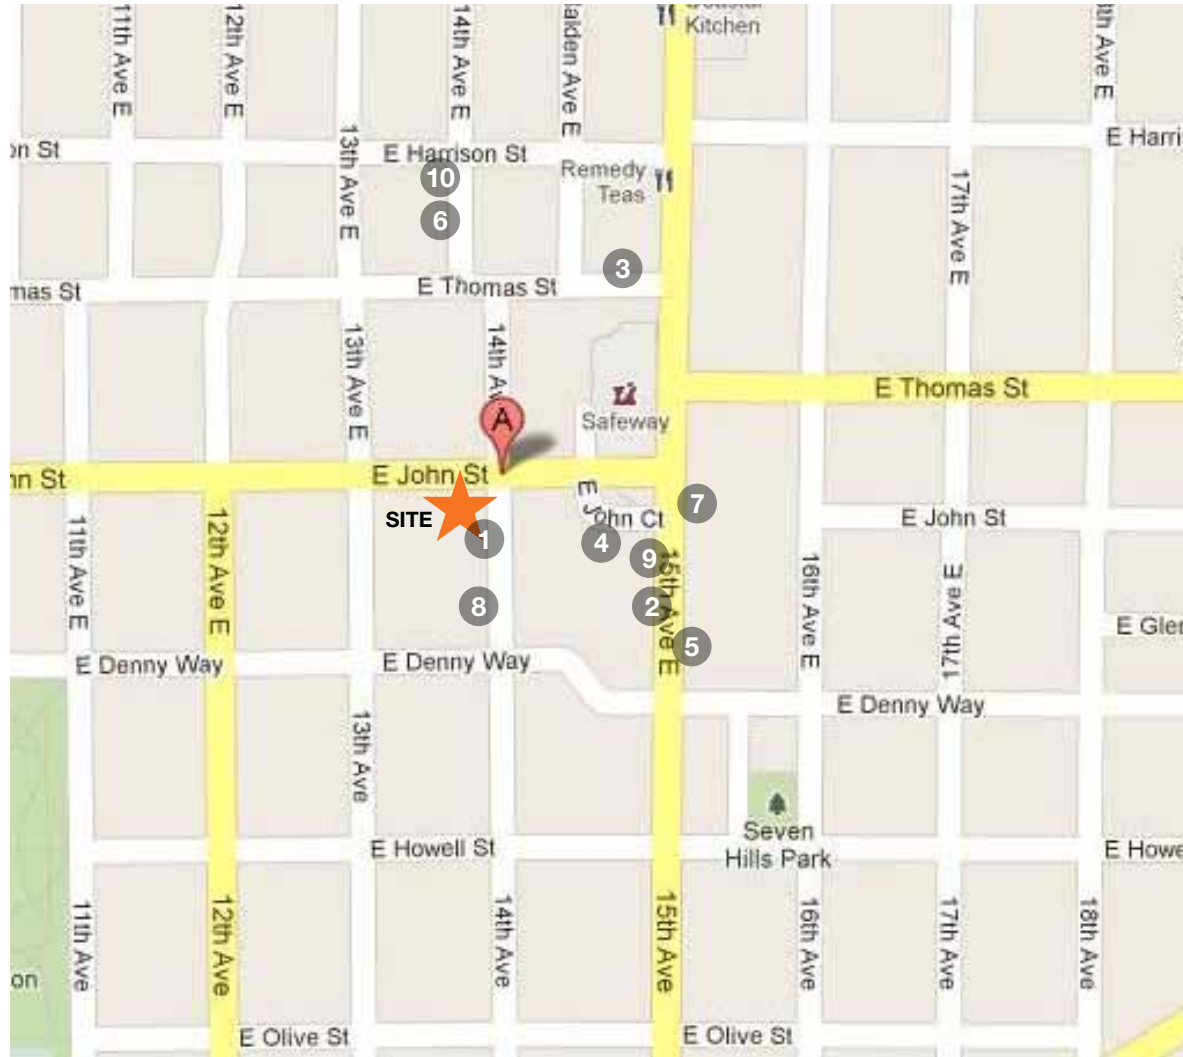 11th Ave E
12th Ave E
14th Ave E
Kitchen
13th Ave E
E Harrison St
Remedy
Teas
10
6
17th Ave E
3
E Thomas St
13th Ave E
E Thomas St
Safeway
A
E John St
SITE
1
4
7
E John St
9
8
2
5
11th Ave E
12th Ave E
15th Ave E
16th Ave E
17th Ave E
E Denny Way
E Denny Way
E Denny Way
13th Ave
Seven
Hills Park
E Howell St
11th Ave
12th Ave
14th Ave
15th Ave
16th Ave
17th Ave
18th Ave
E Olive St
E Olive St